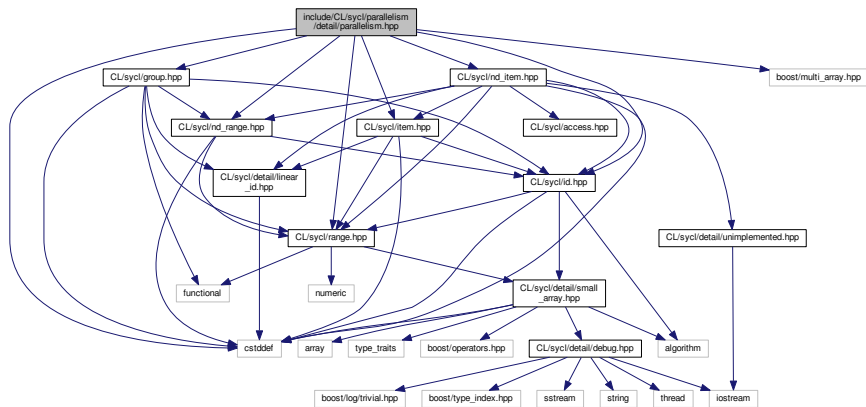 include/CL/sycl/parallelism
/detail/parallelism.hpp
CL/sycl/group.hpp
CL/sycl/nd_item.hpp
boost/multi_array.hpp
CL/sycl/nd_range.hpp
CL/sycl/item.hpp
CL/sycl/access.hpp
CL/sycl/detail/linear
_id.hpp
CL/sycl/id.hpp
CL/sycl/range.hpp
CL/sycl/detail/unimplemented.hpp
functional
numeric
CL/sycl/detail/small
_array.hpp
cstddef
array
type_traits
boost/operators.hpp
CL/sycl/detail/debug.hpp
algorithm
boost/log/trivial.hpp
boost/type_index.hpp
sstream
string
thread
iostream